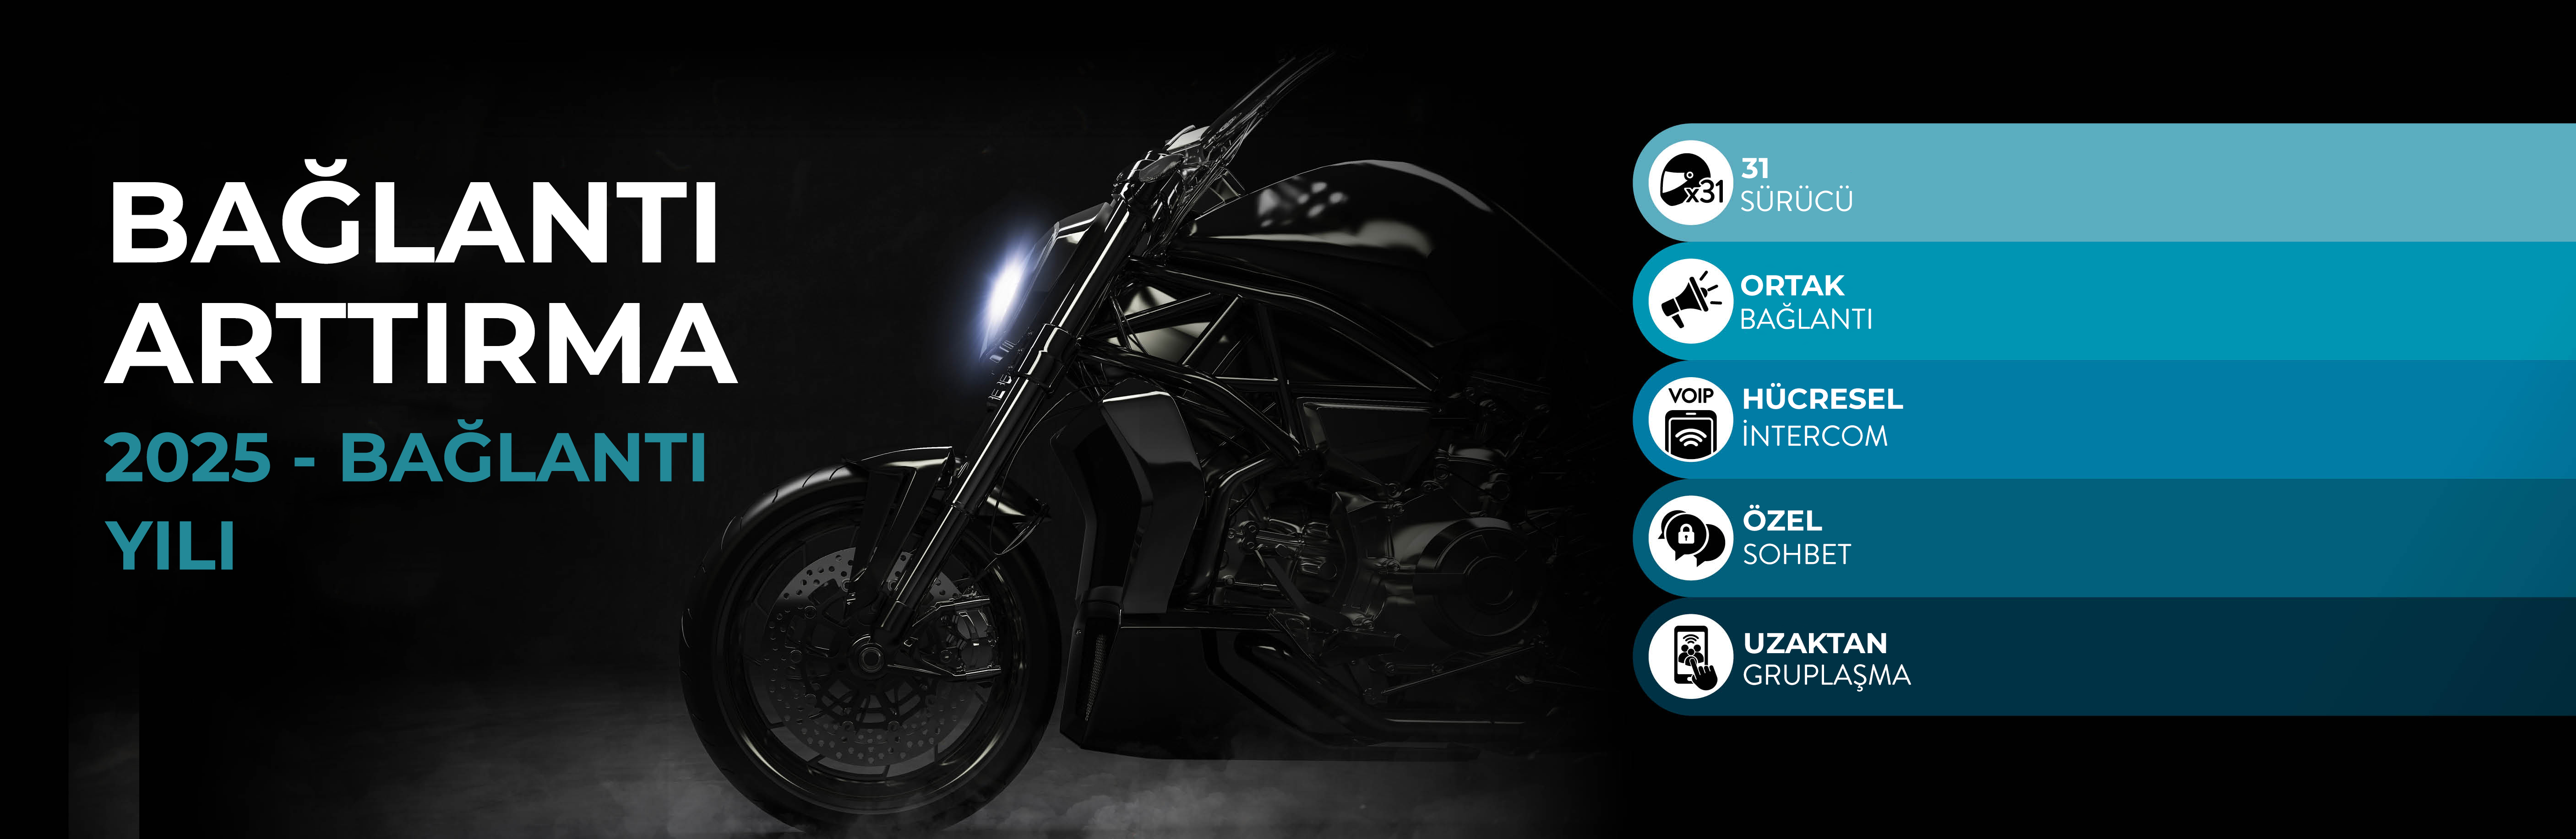 BAĞLANTI
ARTTIRMA
2025 - BAĞLANTI
YILI
x31
31
SÜRÜCÜ
ORTAK
BAĞLANTI
VOIP
HÜCRESEL
İNTERCOM
ÖZEL
SOHBET
UZAKTAN
GRUPLAŞMA